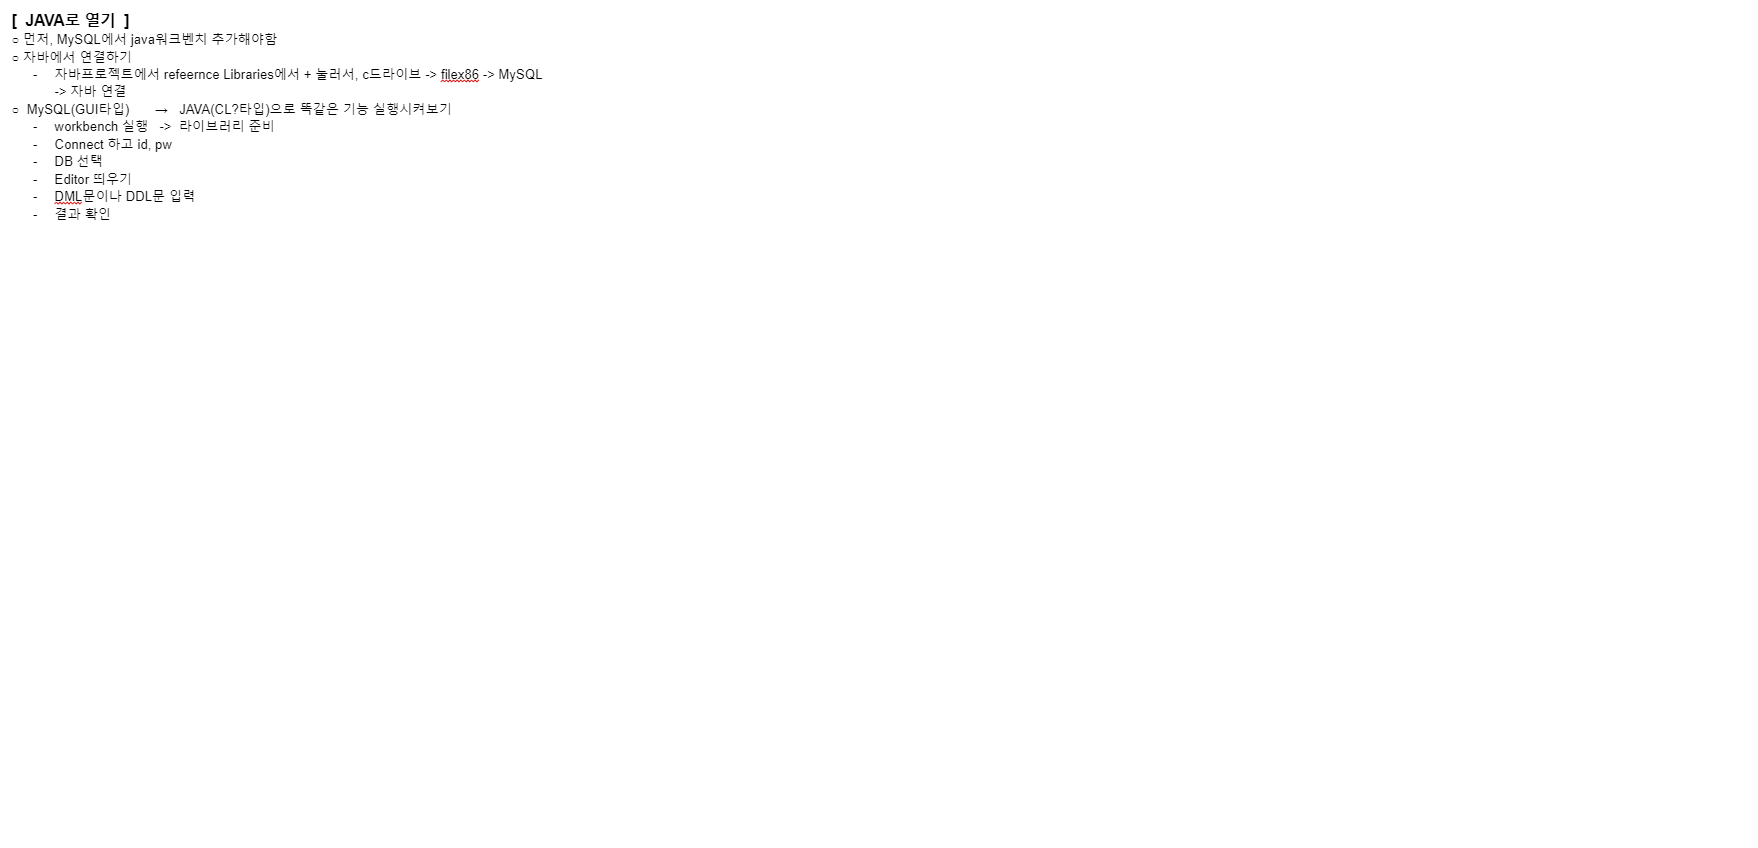 [ JAVA로 열기 ]
○ 먼저, MySQL에서 java워크벤치 추가해야함
○ 자바에서 연결하기
- 자바프로젝트에서 refeernce Libraries에서 + 눌러서, c드라이브 -> filex86 -> MySQL
-> 자바 연결
○ MySQL(GUI타입) → JAVA(CL?타입)으로 똑같은 기능 실행시켜보기
- workbench 실행 -> 라이브러리 준비
- Connect 하고 id, pw
- DB 선택
- Editor 띄우기
- DML문이나 DDL문 입력
- 결과 확인